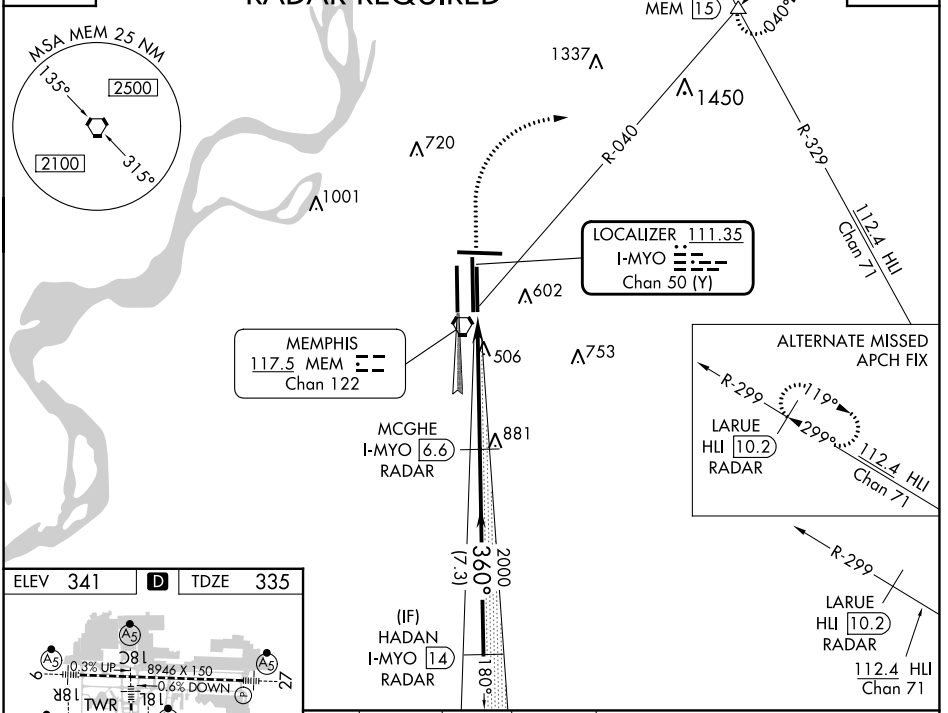 RADAR REQUIRED
MEM 15
040°
MSA MEM 25 NM
135°
2500
2100
315°
1337
1450
720
1001
R-040
R-329
112.4 HLI
Chan 71
LOCALIZER 111.35
I-MYO
Chan 50 (Y)
602
MEMPHIS
117.5 MEM
Chan 122
506
753
ALTERNATE MISSED
APCH FIX
R-299
119°
299°
LARUE
HLI 10.2
RADAR
112.4 HLI
Chan 71
MCGHE
I-MYO 6.6
RADAR
881
2000
360°
(7.3)
R-299
LARUE
HLI 10.2
RADAR
112.4 HLI
Chan 71
(IF)
HADAN
I-MYO 14
RADAR
180°
ELEV 341
D
TDZE 335
A5
18C
A5
A5
0.3% UP
8946 X 150
0.6% DOWN
9
27
P
18R
18L
TWR